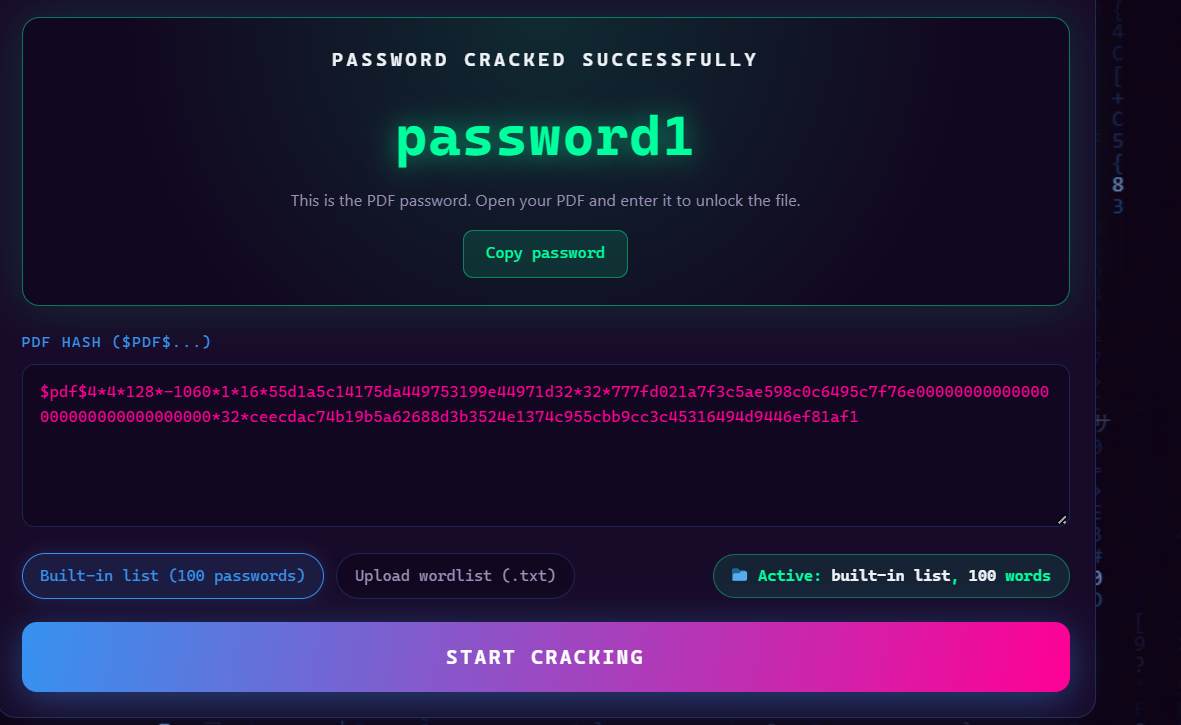 PASSWORD CRACKED SUCCESSFULLY
password1
This is the PDF password. Open your PDF and enter it to unlock the file.
Copy password
PDF HASH ($PDF$...)
$pdf$4*4*128*-1060*1*16*55d1a5c14175da449753199e44971d32*32*777fd021a7f3c5ae598c0c6495c7f76e00000000000000
000000000000000000*32*ceecdac74b19b5a62688d3b3524e1374c955cbb9cc3c45316494d9446ef81af1
Built-in list (100 passwords)
Upload wordlist (.txt)
Active: built-in list, 100 words
START CRACKING